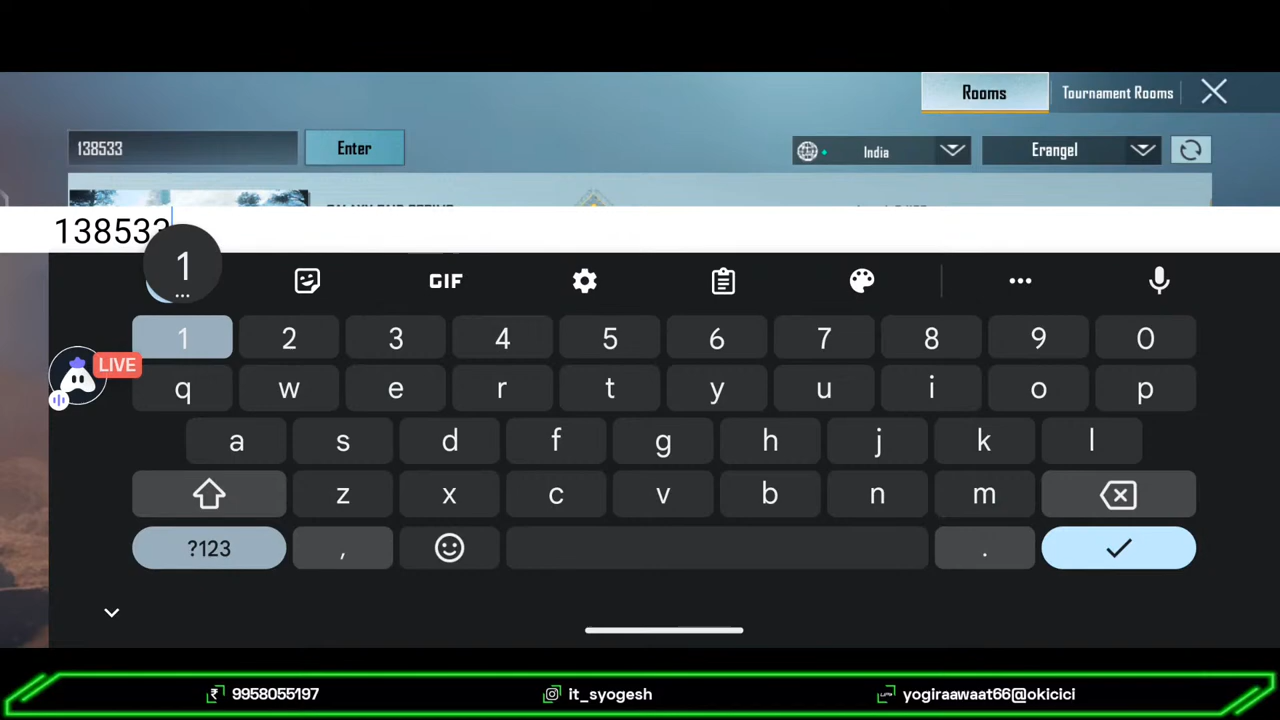 Rooms
Tournament Rooms
138533
Enter
India
Erangel
138533
1
...
GIF
1 2 3 4 5 6 7 8 9 0
LIVE
q w e r t y u i o p
a s d f g h j k l
z x c v b n m
?123 , .
₹ 9958055197
it_syogesh
yogiraawaat66@okicici